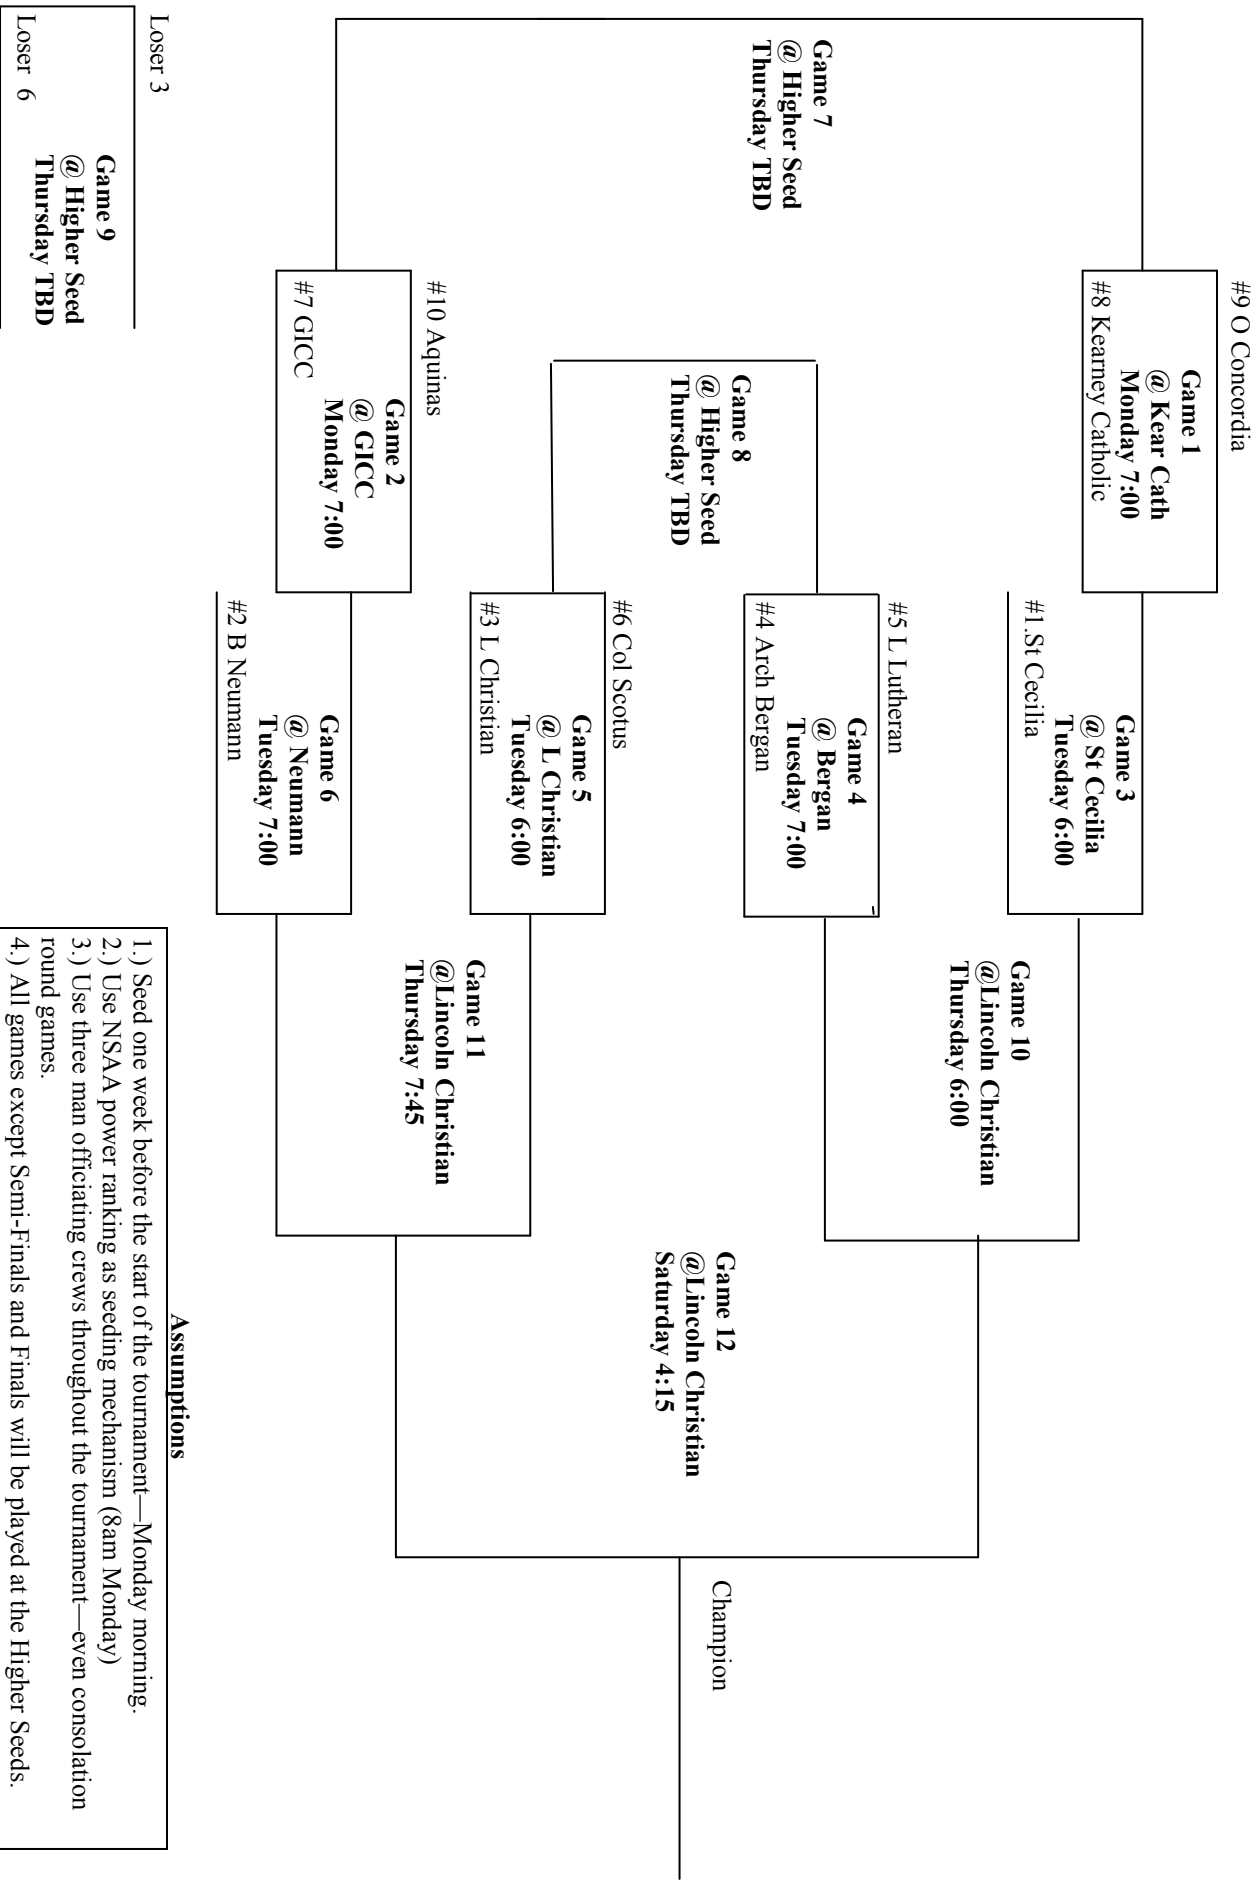 #9 O Concordia
Game 1
@ Kear Cath
Monday 7:00
#8 Kearney Catholic
Game 3
@ St Cecilia
Tuesday 6:00
#1.St Cecilia
Game 10
@Lincoln Christian
Thursday 6:00
#5 L Lutheran
Game 4
@ Bergan
Tuesday 7:00
#4 Arch Bergan
Game 7
@ Higher Seed
Thursday TBD
Game 8
@ Higher Seed
Thursday TBD
Game 12
@Lincoln Christian
Saturday 4:15
Champion
#6 Col Scotus
Game 5
@ L Christian
Tuesday 6:00
#3 L Christian
Game 11
@Lincoln Christian
Thursday 7:45
#10 Aquinas
Game 2
@ GICC
Monday 7:00
#7 GICC
Game 6
@ Neumann
Tuesday 7:00
#2 B Neumann
Loser 3
Game 9
@ Higher Seed
Thursday TBD
Loser 6
Assumptions
1.) Seed one week before the start of the tournament—Monday morning.
2.) Use NSAA power ranking as seeding mechanism (8am Monday)
3.) Use three man officiating crews throughout the tournament—even consolation
round games.
4.) All games except Semi-Finals and Finals will be played at the Higher Seeds.